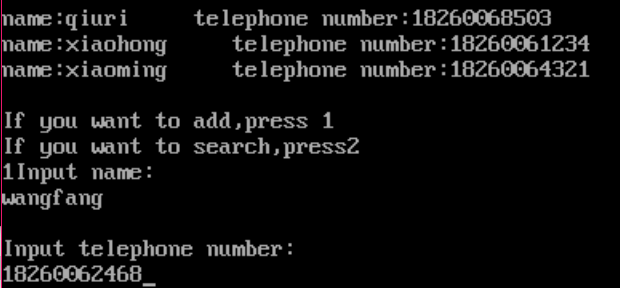 name:qiuri     telephone number:18260068503
name:xiaohong     telephone number:18260061234
name:xiaoming     telephone number:18260064321
If you want to add,press 1
If you want to search,press2
1Input name:
wangfang
Input telephone number:
18260062468_